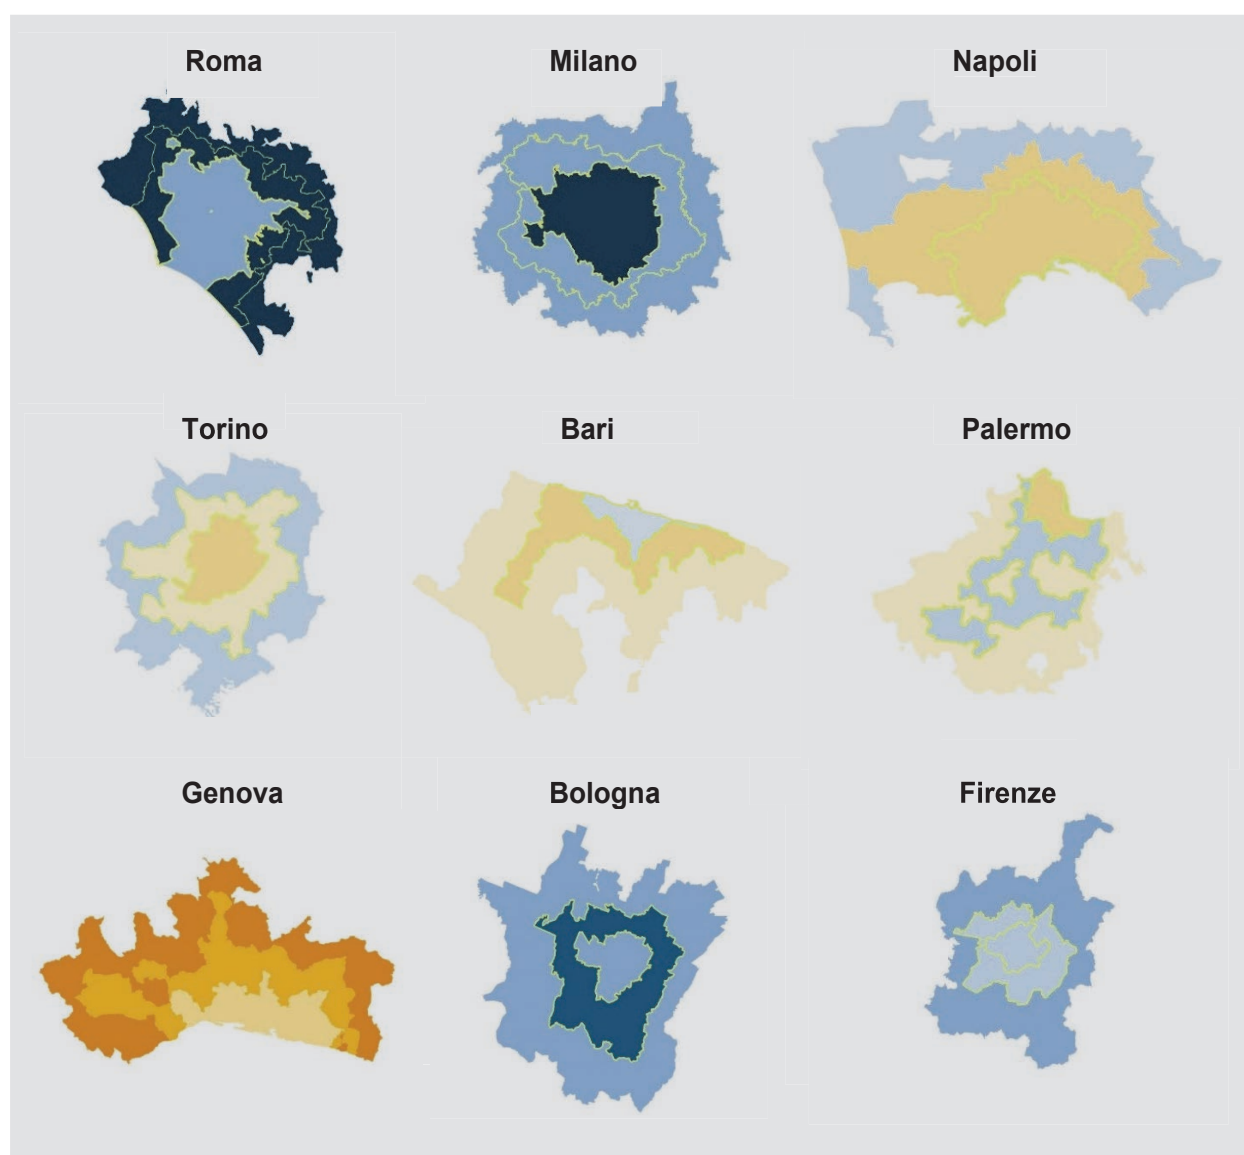 Roma
Milano
Napoli
Torino
Bari
Palermo
Genova
Bologna
Firenze